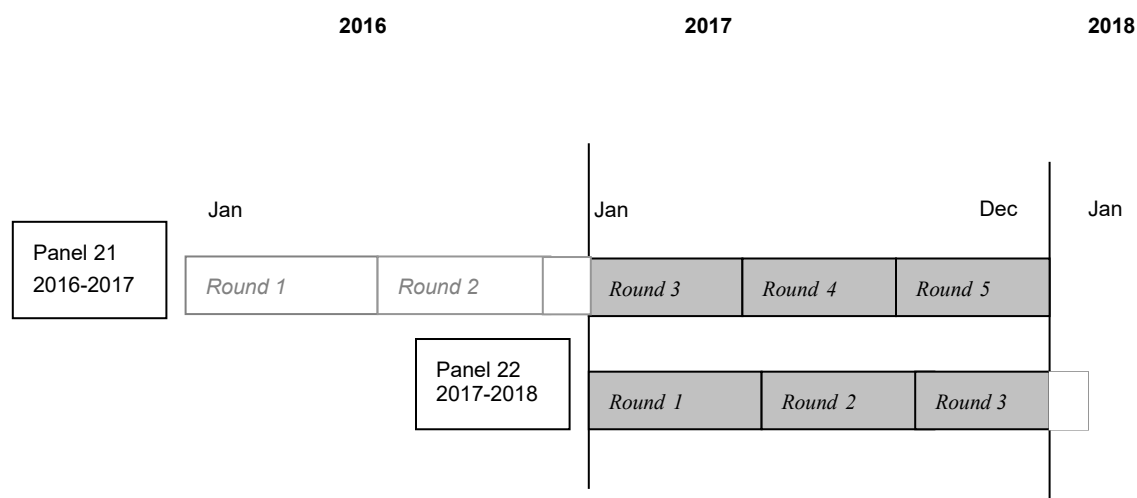 2016 2017 2018
Jan Jan Dec Jan
Panel 21
2016-2017
Round 1 Round 2 Round 3 Round 4 Round 5
Panel 22
2017-2018
Round 1 Round 2 Round 3